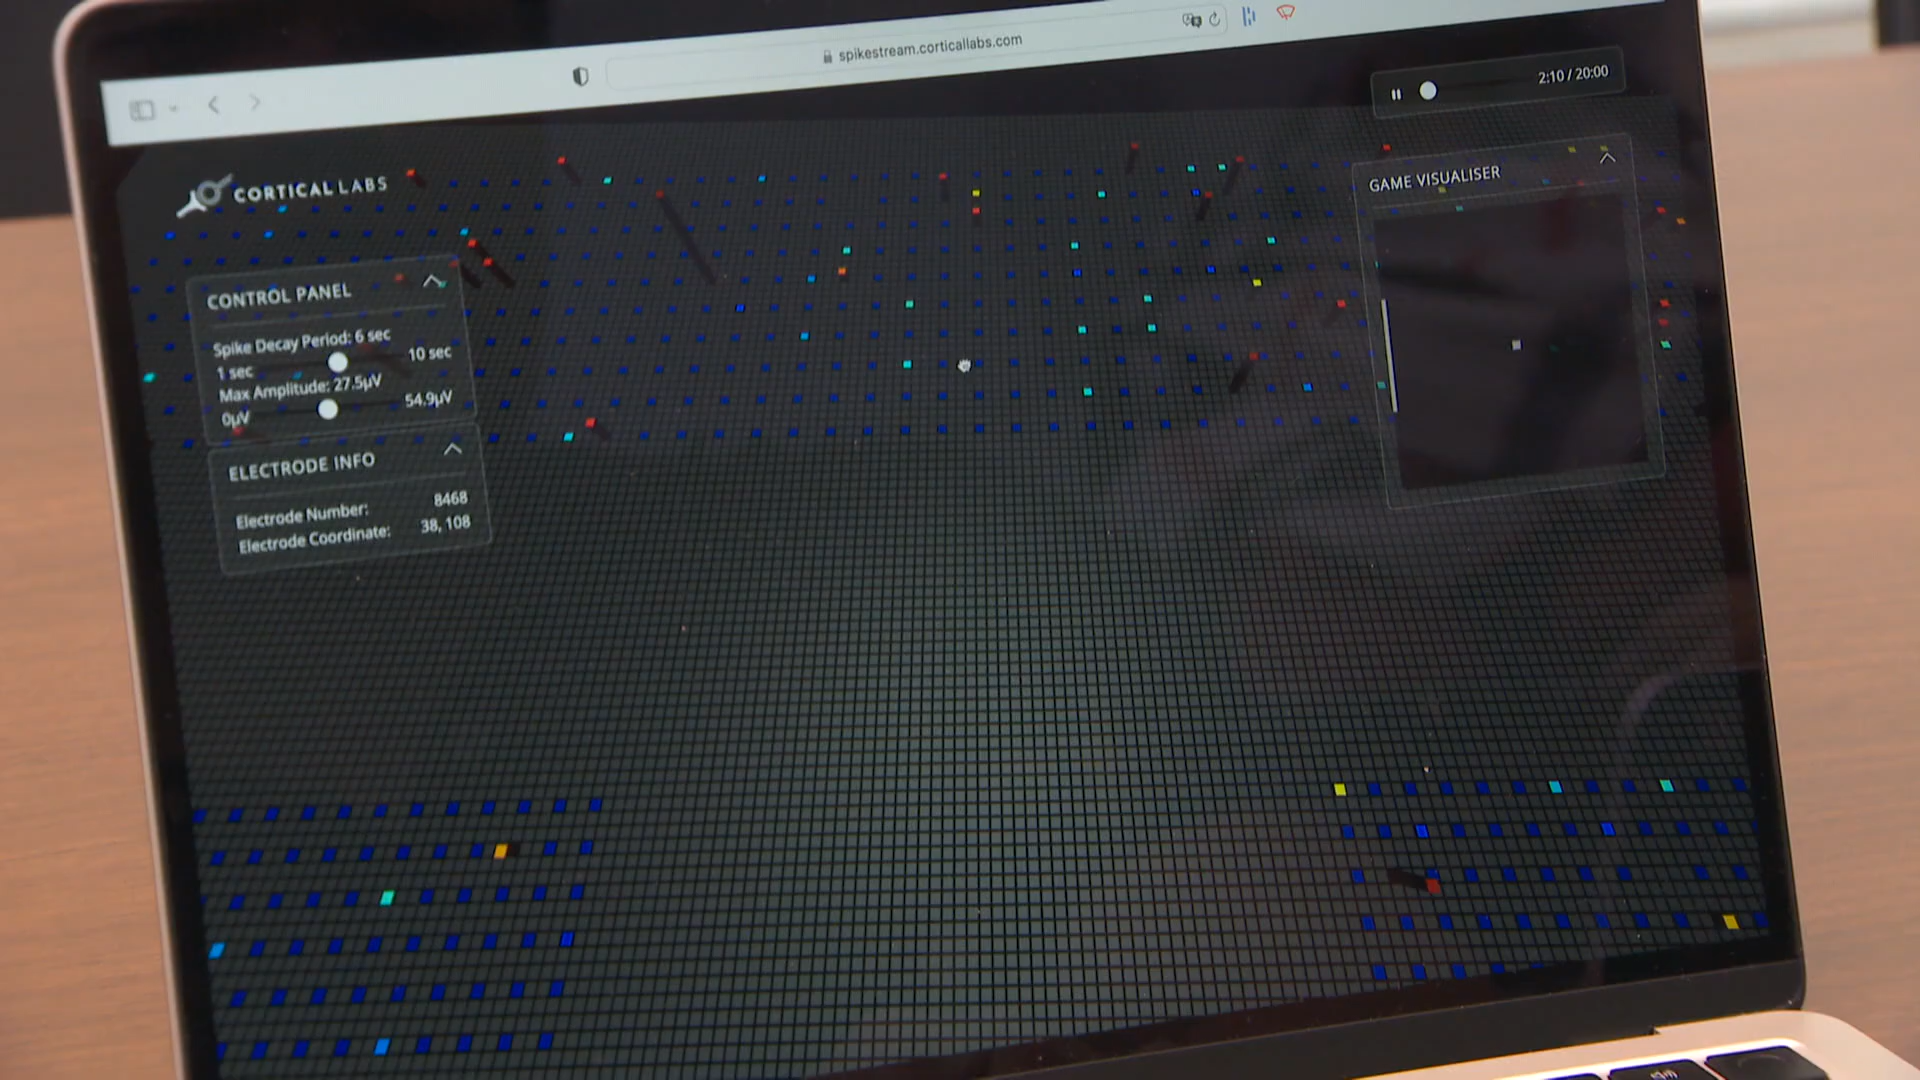 spikestream.corticallabs.com
2:10 / 20:00
CORTICAL LABS
GAME VISUALISER
CONTROL PANEL
Spike Decay Period: 6 sec
1 sec
10 sec
Max Amplitude: 27.5µV
0µV
54.9µV
ELECTRODE INFO
Electrode Number:
8468
Electrode Coordinate:
38, 108